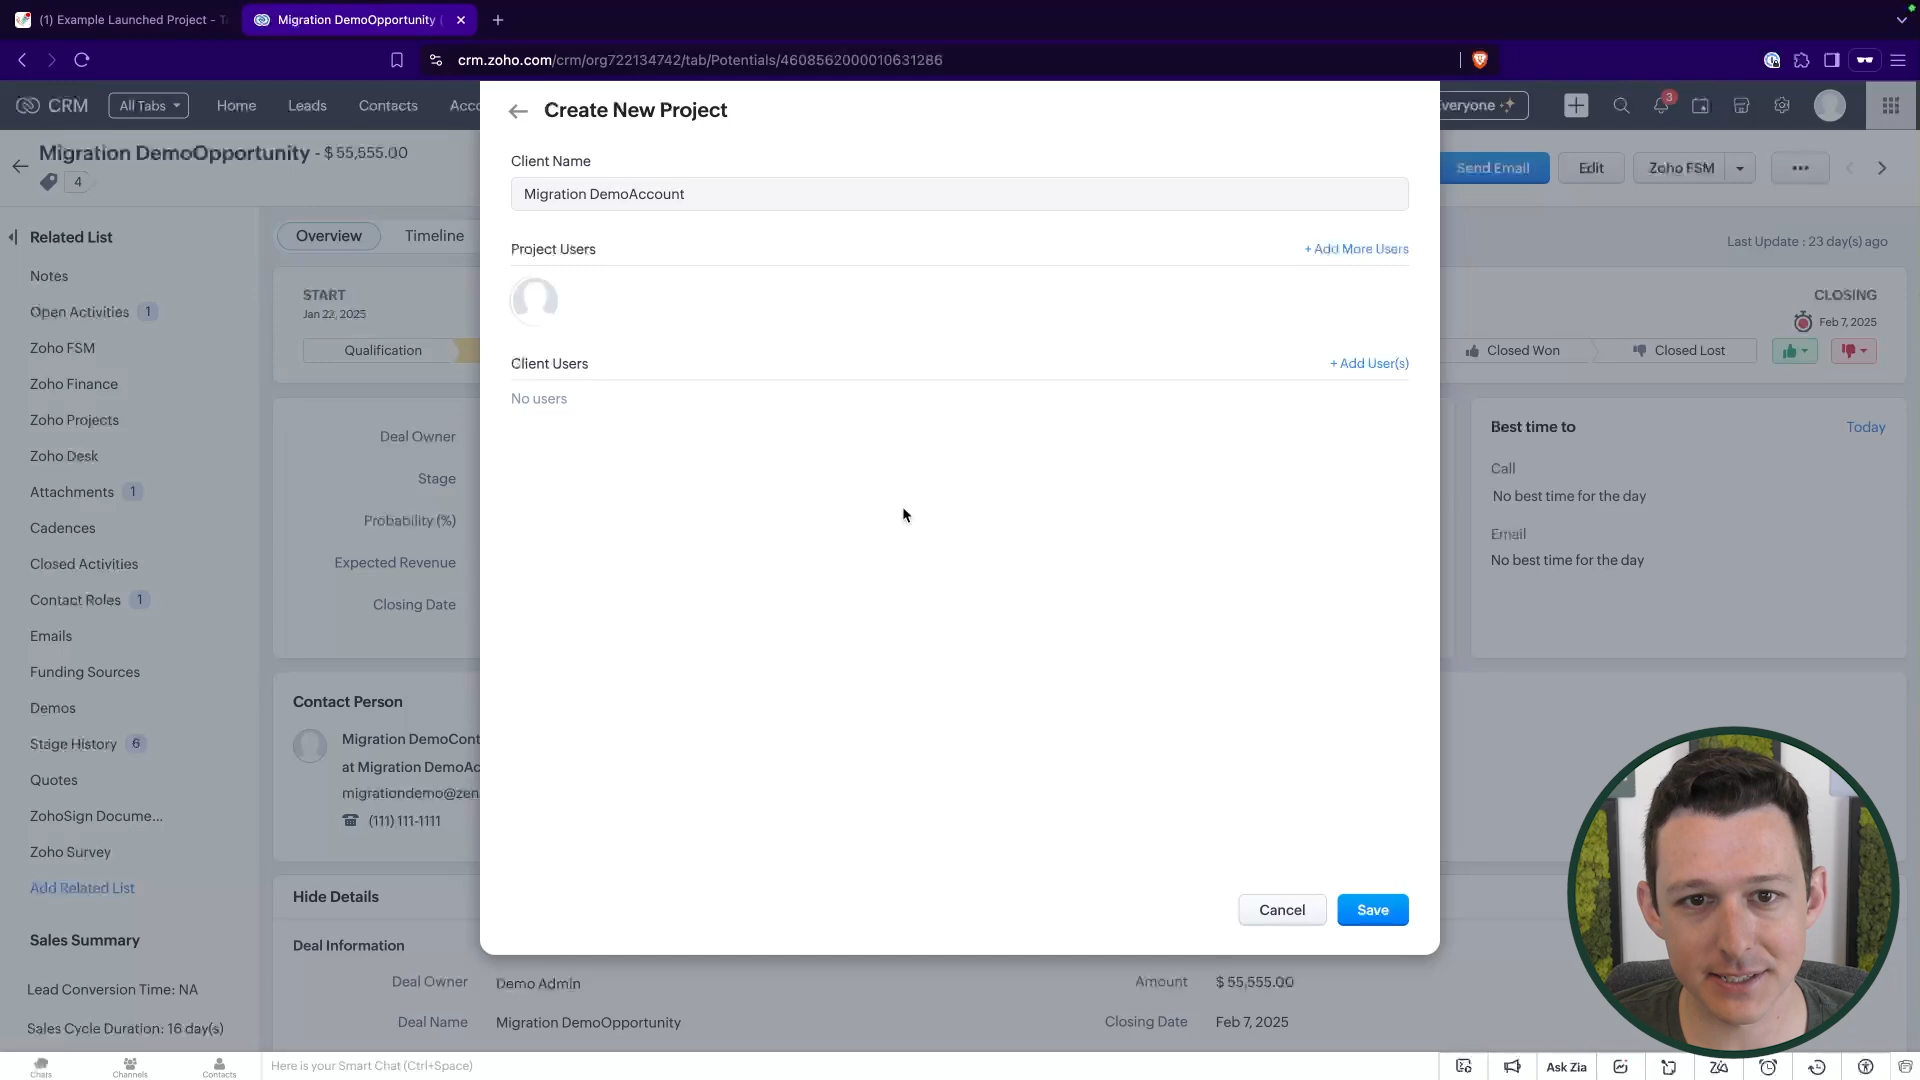 (1) Example Launched Project -
Migration DemoOpportunity (
crm.zoho.com/crm/org722134742/tab/Potentials/4608562000010631286
CRM
All Tabs
Home
Leads
Contacts
Acco
Everyone
3
Create New Project
Migration DemoOpportunity - $ 55,555.00
4
Send Email
Edit
Zoho FSM
Related List
Notes
Open Activities 1
Zoho FSM
Zoho Finance
Zoho Projects
Zoho Desk
Attachments 1
Cadences
Closed Activities
Contact Roles 1
Emails
Funding Sources
Demos
Stage History 6
Quotes
ZohoSign Docume...
Zoho Survey
Add Related List
Sales Summary
Lead Conversion Time: NA
Sales Cycle Duration: 16 day(s)
Overview
Timeline
Last Update : 23 day(s) ago
START
Jan 22, 2025
Qualification
Deal Owner
Stage
Probability (%)
Expected Revenue
Closing Date
Contact Person
Migration DemoCont
at Migration DemoAc
migrationdemo@zen
(111) 111-1111
Hide Details
Deal Information
Deal Owner
Demo Admin
Deal Name
Migration DemoOpportunity
Amount
$ 55,555.00
Closing Date
Feb 7, 2025
Client Name
Migration DemoAccount
Project Users
+ Add More Users
Client Users
+ Add User(s)
No users
Cancel
Save
CLOSING
Feb 7, 2025
Closed Won
Closed Lost
Best time to
Today
Call
No best time for the day
Email
No best time for the day
Chats
Channels
Contacts
Here is your Smart Chat (Ctrl+Space)
Ask Zia